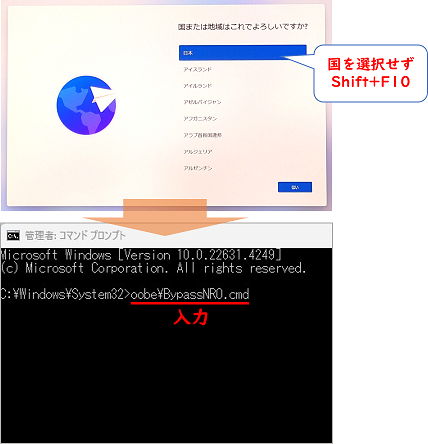 国または地域はこれでよろしいですか?
日本
アイスランド
アイルランド
アゼルバイジャン
アフガニスタン
アラブ首長国連邦
アルジェリア
アルゼンチン
はい
国を選択せず
Shift+F10
管理者: コマンド プロンプト
Microsoft Windows [Version 10.0.22631.4249]
(c) Microsoft Corporation. All rights reserved.
C:¥Windows¥System32>oobe¥BypassNRO.cmd
入力